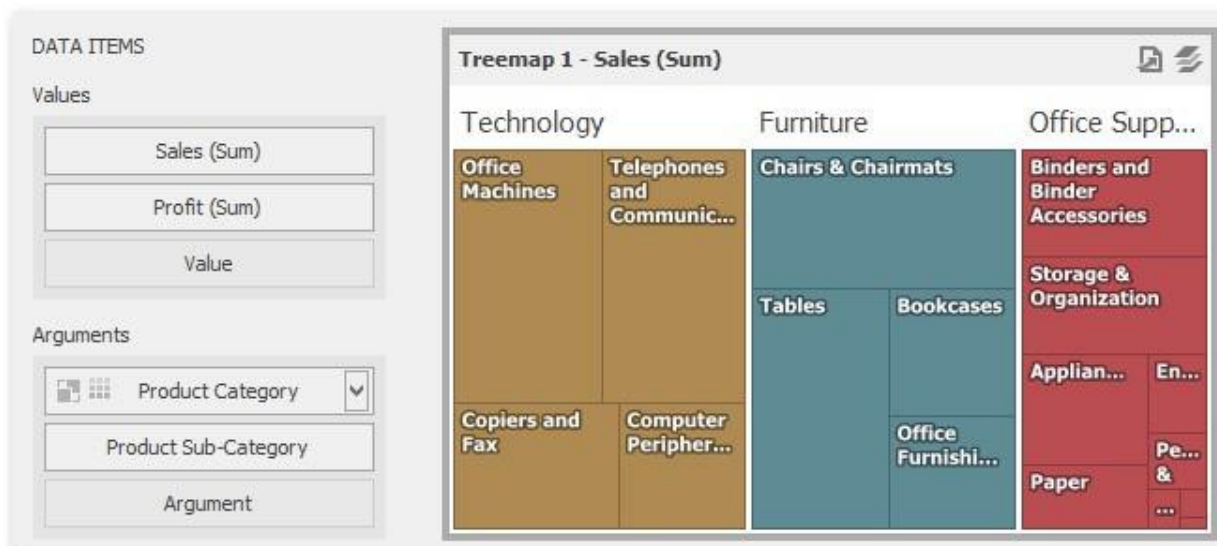 DATA ITEMS
Values
Sales (Sum)
Profit (Sum)
Value
Arguments
Product Category
Product Sub-Category
Argument
Treemap 1 - Sales (Sum)
Technology
Furniture
Office Supp...
Office
Machines
Telephones
and
Communic...
Copiers and
Fax
Computer
Peripher...
Chairs & Chairmats
Tables
Bookcases
Office
Furnishi...
Binders and
Binder
Accessories
Storage &
Organization
Applian...
En...
Pe...
&
Paper
...